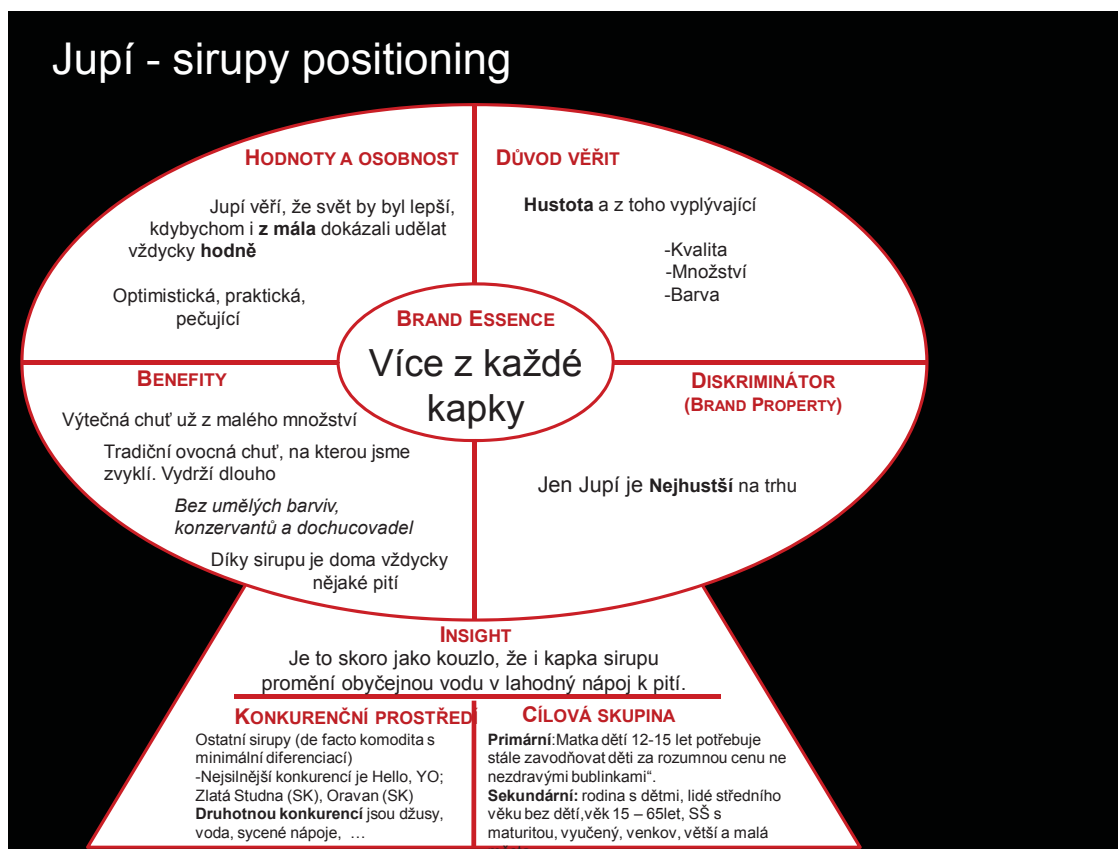 Jupí - sirupy positioning
HODNOTY A OSOBNOST
Jupí věří, že svět by byl lepší,
kdybychom i z mála dokázali udělat
vždycky hodně
Optimistická, praktická,
pečující
DŮVOD VĚŘIT
Hustota a z toho vyplývající
-Kvalita
-Množství
-Barva
BRAND ESSENCE
Více z každé
kapky
BENEFITY
Výtečná chuť už z malého množství
Tradiční ovocná chuť, na kterou jsme
zvyklí. Vydrží dlouho
Bez umělých barviv,
konzervantů a dochucovadel
Díky sirupu je doma vždycky
nějaké pití
DISKRIMINÁTOR
(BRAND PROPERTY)
Jen Jupí je Nejhustší na trhu
INSIGHT
Je to skoro jako kouzlo, že i kapka sirupu
promění obyčejnou vodu v lahodný nápoj k pití.
KONKURENČNÍ PROSTŘEDÍ
Ostatní sirupy (de facto komodita s
minimální diferenciací)
-Nejsilnější konkurencí je Hello, YO;
Zlatá Studna (SK), Oravan (SK)
Druhotnou konkurencí jsou džusy,
voda, sycené nápoje, …
CÍLOVÁ SKUPINA
Primární:Matka dětí 12-15 let potřebuje
stále zavodňovat děti za rozumnou cenu ne
nezdravými bublinkami“.
Sekundární: rodina s dětmi, lidé středního
věku bez dětí,věk 15 – 65let, SŠ s
maturitou, vyučený, venkov, větší a malá